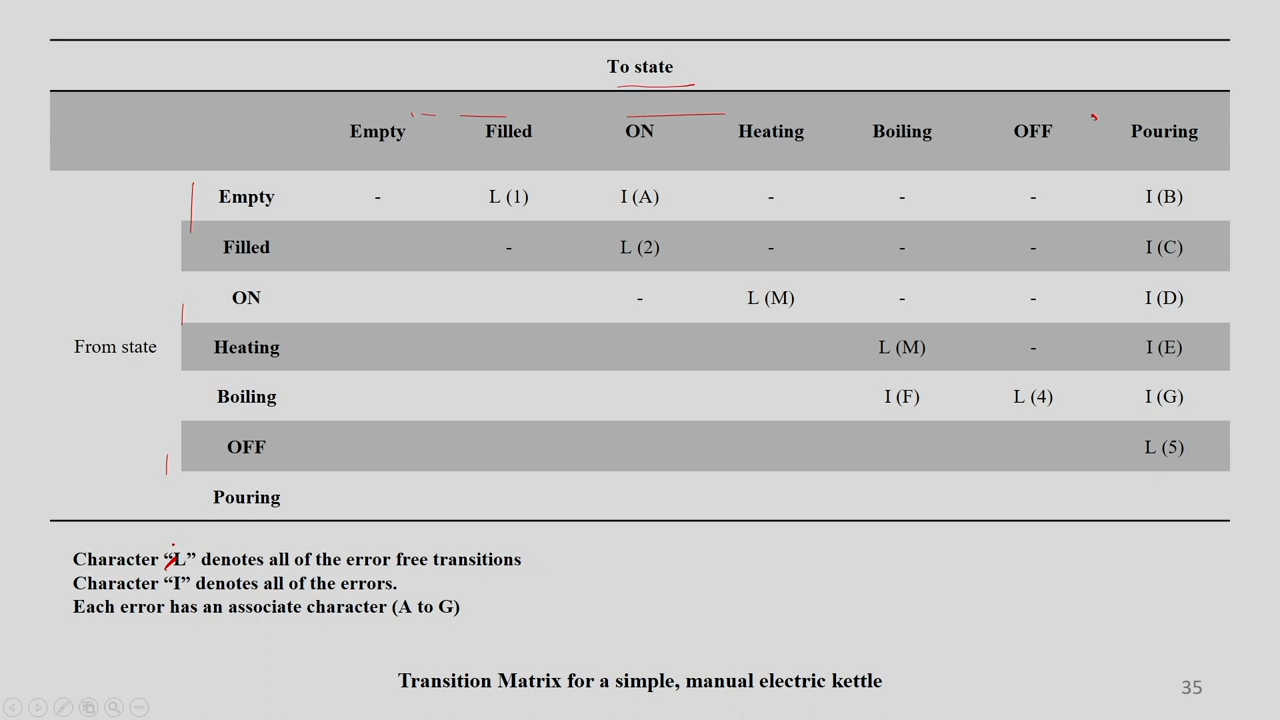 To state
Empty Filled ON Heating Boiling OFF Pouring
Empty - L (1) I (A) - - - I (B)
Filled - L (2) - - - I (C)
ON - L (M) - - I (D)
From state Heating L (M) - I (E)
Boiling I (F) L (4) I (G)
OFF L (5)
Pouring
Character “L” denotes all of the error free transitions
Character “I” denotes all of the errors.
Each error has an associate character (A to G)
Transition Matrix for a simple, manual electric kettle
35